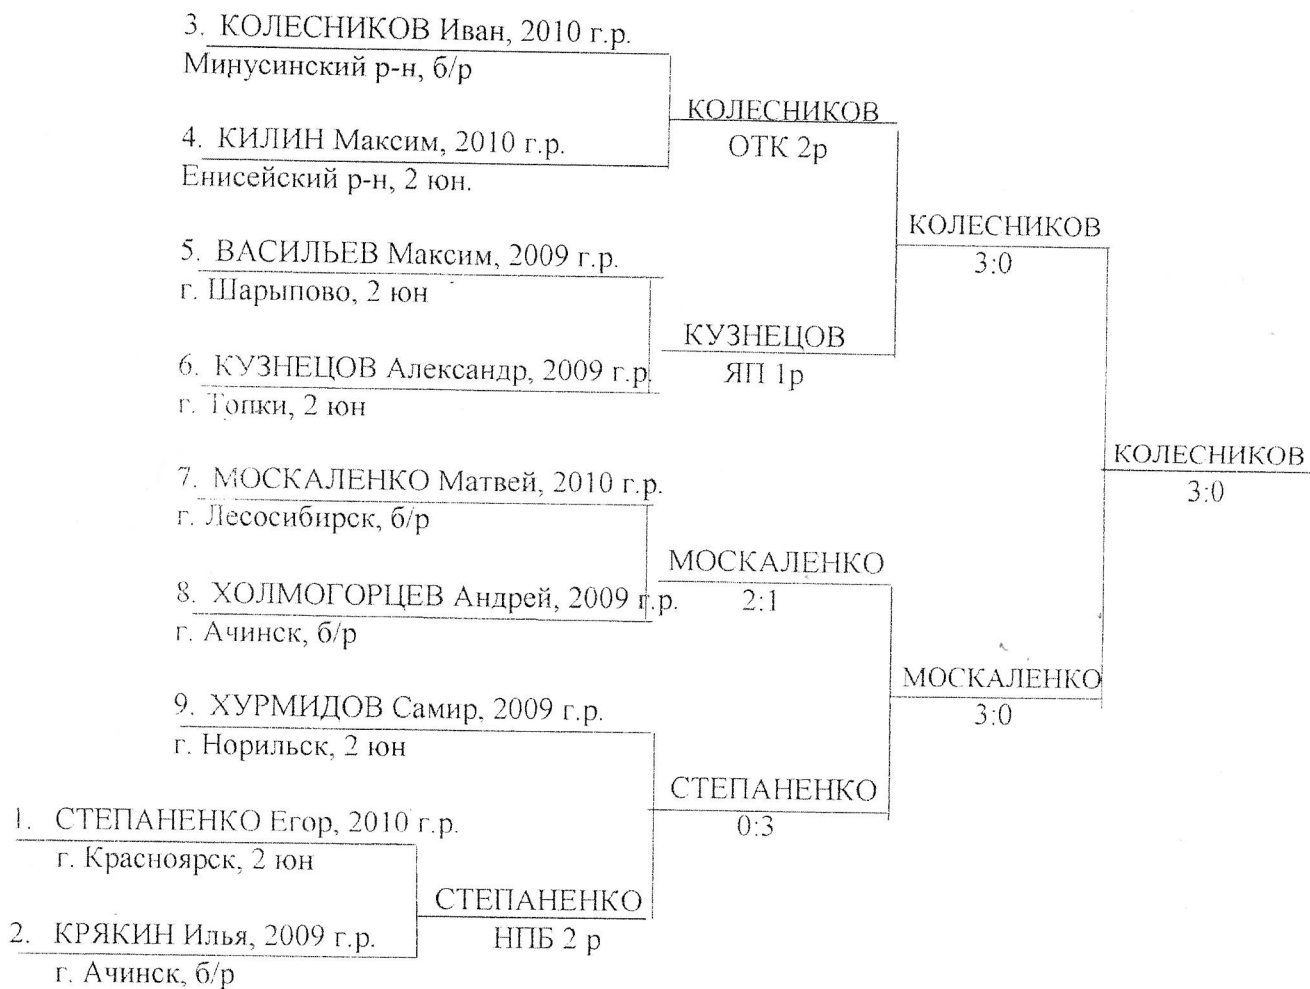 3. КОЛЕСНИКОВ Иван, 2010 г.р.
Минусинский р-н, б/р
КОЛЕСНИКОВ
ОТК 2р
4. КИЛИН Максим, 2010 г.р.
Енисейский р-н, 2 юн.
КОЛЕСНИКОВ
3:0
5. ВАСИЛЬЕВ Максим, 2009 г.р.
г. Шарыпово, 2 юн
КУЗНЕЦОВ
ЯП 1р
6. КУЗНЕЦОВ Александр, 2009 г.р.
г. Топки, 2 юн
КОЛЕСНИКОВ
3:0
7. МОСКАЛЕНКО Матвей, 2010 г.р.
г. Лесосибирск, б/р
МОСКАЛЕНКО
2:1
8. ХОЛМОГОРЦЕВ Андрей, 2009 г.р.
г. Ачинск, б/р
МОСКАЛЕНКО
3:0
9. ХУРМИДОВ Самир, 2009 г.р.
г. Норильск, 2 юн
СТЕПАНЕНКО
0:3
1. СТЕПАНЕНКО Егор, 2010 г.р.
г. Красноярск, 2 юн
СТЕПАНЕНКО
НПБ 2 р
2. КРЯКИН Илья, 2009 г.р.
г. Ачинск, б/р